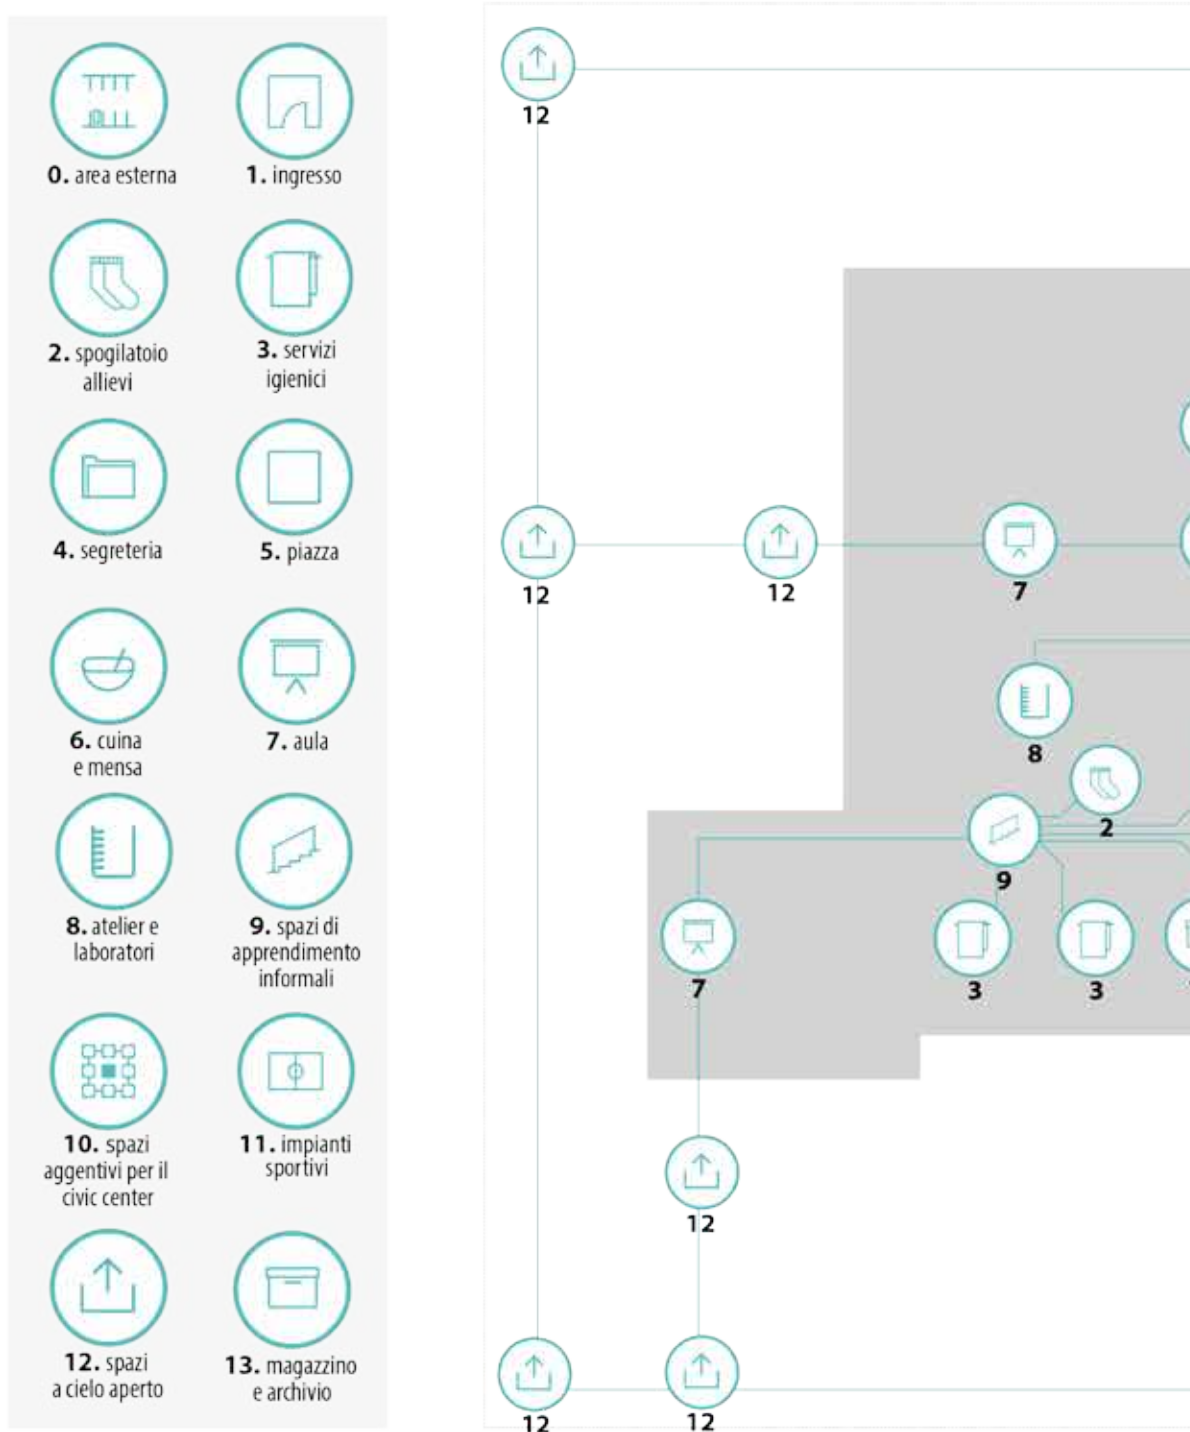 0. area esterna
1. ingresso
2. spogilatoio
allievi
3. servizi
igienici
4. segreteria
5. piazza
6. cuina
e mensa
7. aula
8. atelier e
laboratori
9. spazi di
apprendimento
informali
10. spazi
aggentivi per il
civic center
11. impianti
sportivi
12. spazi
a cielo aperto
13. magazzino
e archivio
12
12
12
7
8
2
9
7
3
3
12
12
12